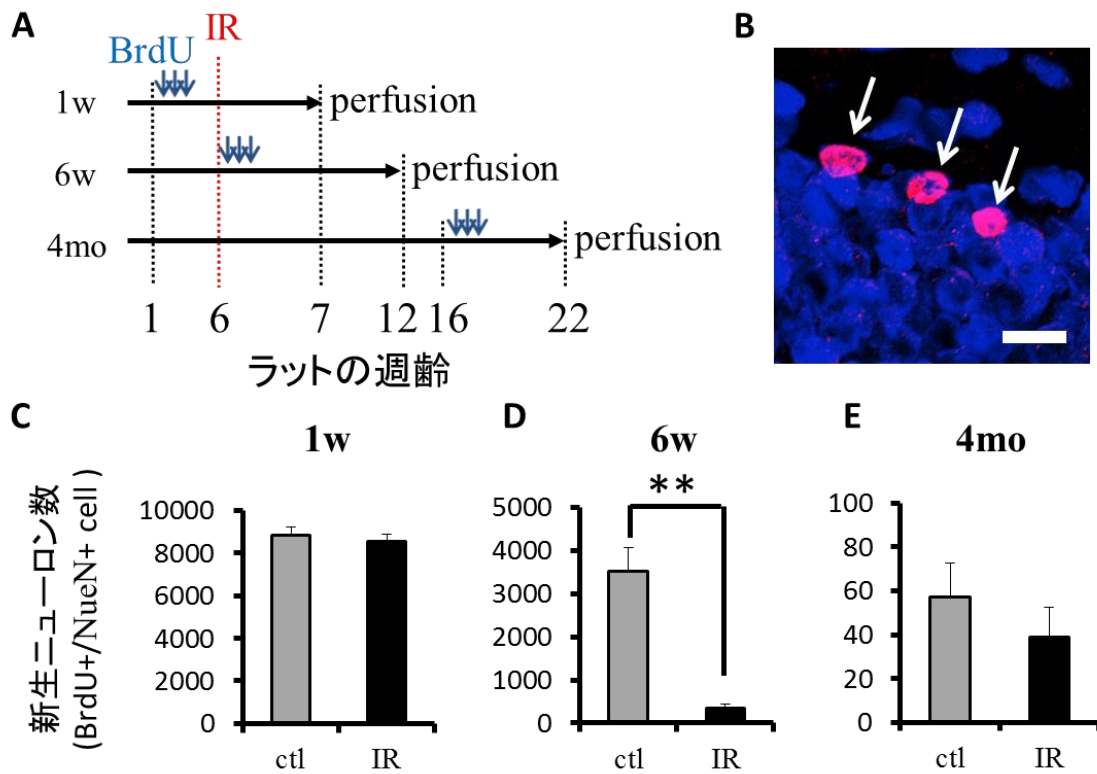 A
BrdU
IR
1w
perfusion
6w
perfusion
4mo
perfusion
1 6 7 12 16 22
ラットの週齢
B
C
1w
新生ニューロン数
(BrdU+/NueN+ cell )
10000
8000
6000
4000
2000
0
ctl IR
D
6w
**
5000
4000
3000
2000
1000
0
ctl IR
E
4mo
100
80
60
40
20
0
ctl IR